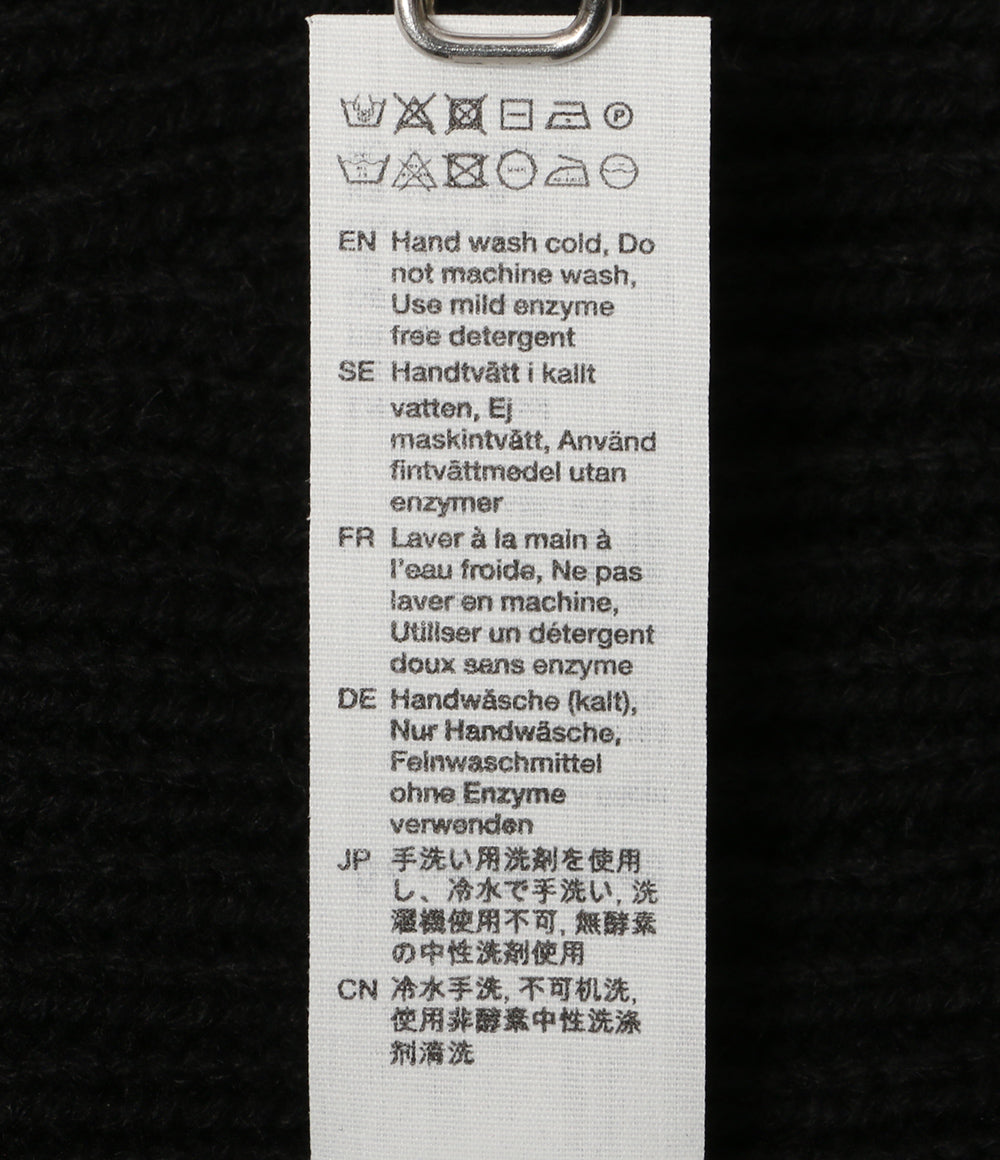 P
EN Hand wash cold, Do
not machine wash,
Use mild enzyme
free detergent
SE Handtvätt i kallt
vatten, Ej
maskintvätt, Använd
fintvättmedel utan
enzymer
FR Laver à la main à
l'eau froide, Ne pas
laver en machine,
Utiliser un détergent
doux sans enzyme
DE Handwäsche (kalt),
Nur Handwäsche,
Feinwaschmittel
ohne Enzyme
verwenden
JP 手洗い用洗剤を使用
し、冷水で手洗い, 洗
濯機使用不可, 無酵素
の中性洗剤使用
CN 冷水手洗, 不可机洗,
使用非酵素中性洗涤
剂清洗